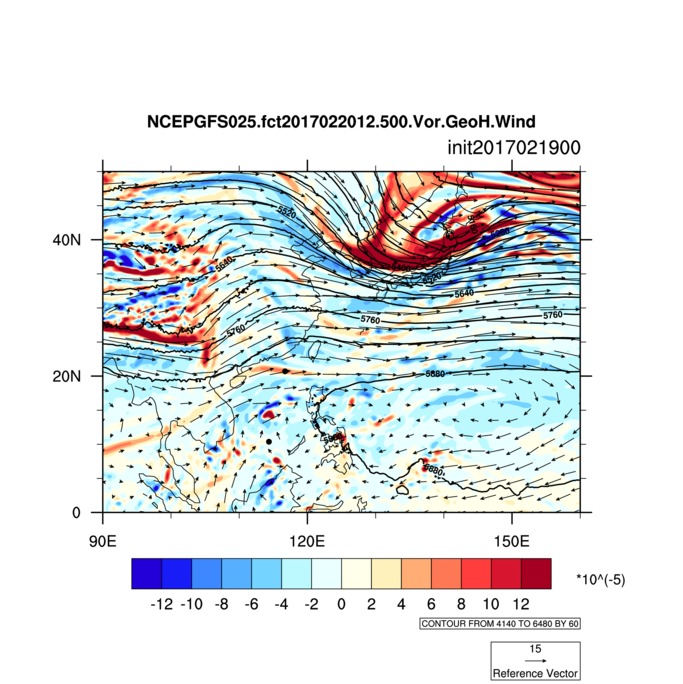 NCEPGFS025.fct2017022012.500.Vor.GeoH.Wind
init2017021900
5520
40N
5640
5640
5760
5760
5760
20N
5880
5880
0
90E
120E
150E
-12 -10 -8 -6 -4 -2 0 2 4 6 8 10 12
*10^(-5)
CONTOUR FROM 4140 TO 6480 BY 60
15
Reference Vector